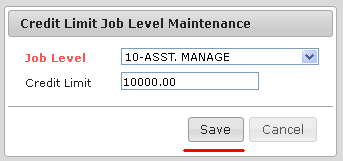 Credit Limit Job Level Maintenance
Job Level 10-ASST. MANAGE
Credit Limit 10000.00
Save Cancel